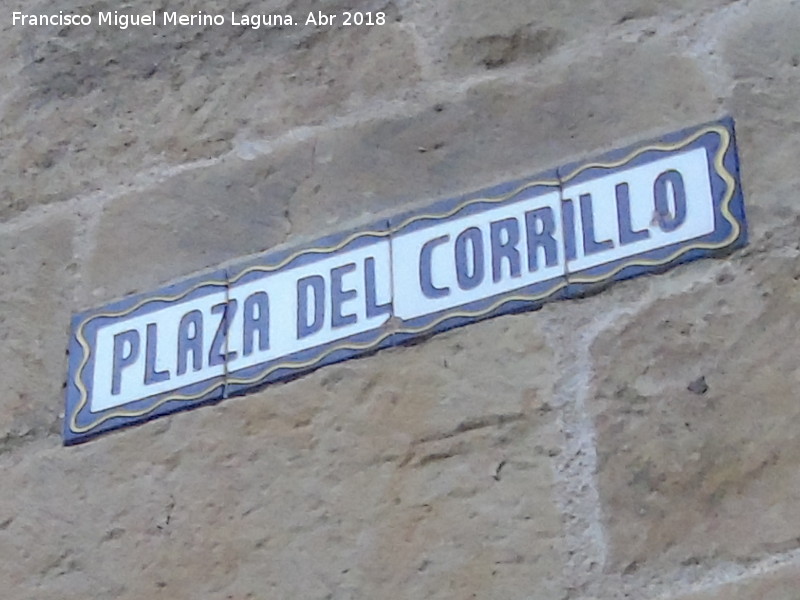 Francisco Miguel Merino Laguna. Abr 2018
PLAZA DEL CORRILLO